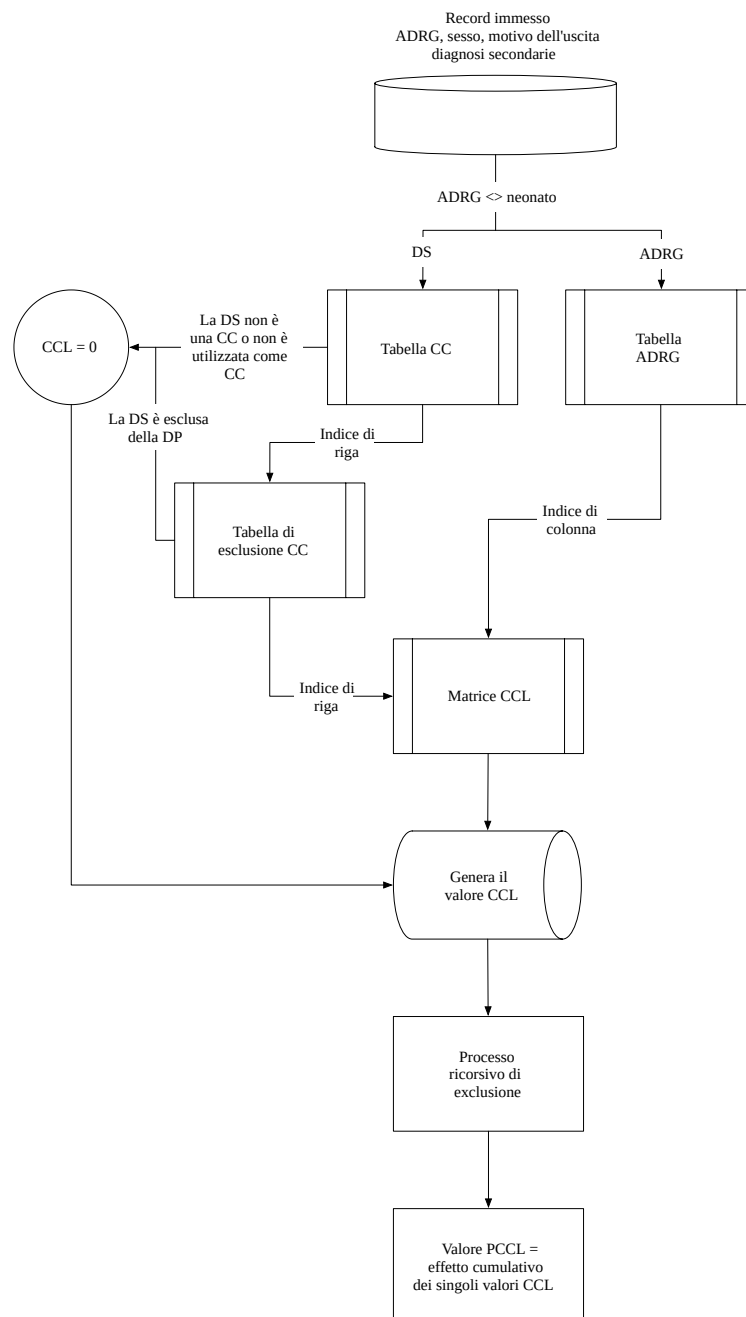 Record immesso
ADRG, sesso, motivo dell'uscita
diagnosi secondarie
ADRG <> neonato
DS
ADRG
CCL = 0
La DS non è
una CC o non è
utilizzata come
CC
Tabella CC
Tabella
ADRG
La DS è esclusa
della DP
Indice di
riga
Tabella di
esclusione CC
Indice di
colonna
Indice di
riga
Matrice CCL
Genera il
valore CCL
Processo
ricorsivo di
exclusione
Valore PCCL =
effetto cumulativo
dei singoli valori CCL